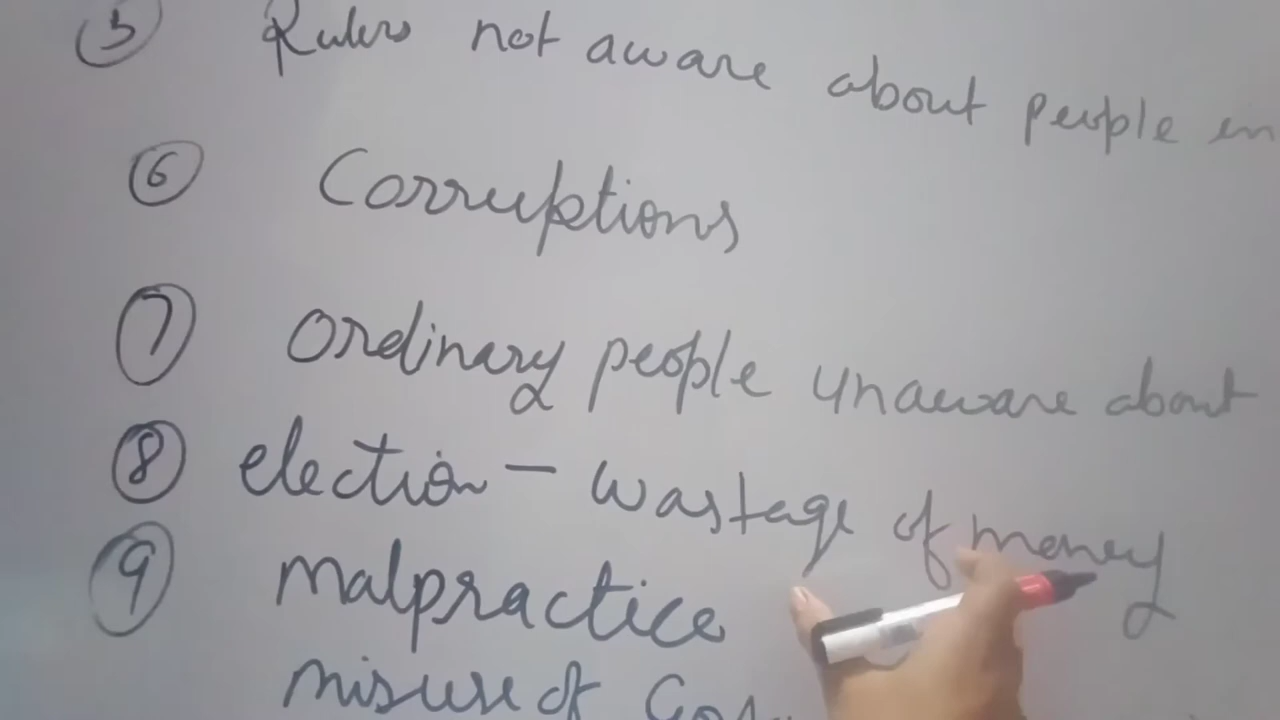 5 Rulers not aware about people
6 Corruptions
7 Ordinary people unaware about
8 election - wastage of money
9 malpractice
misuse of